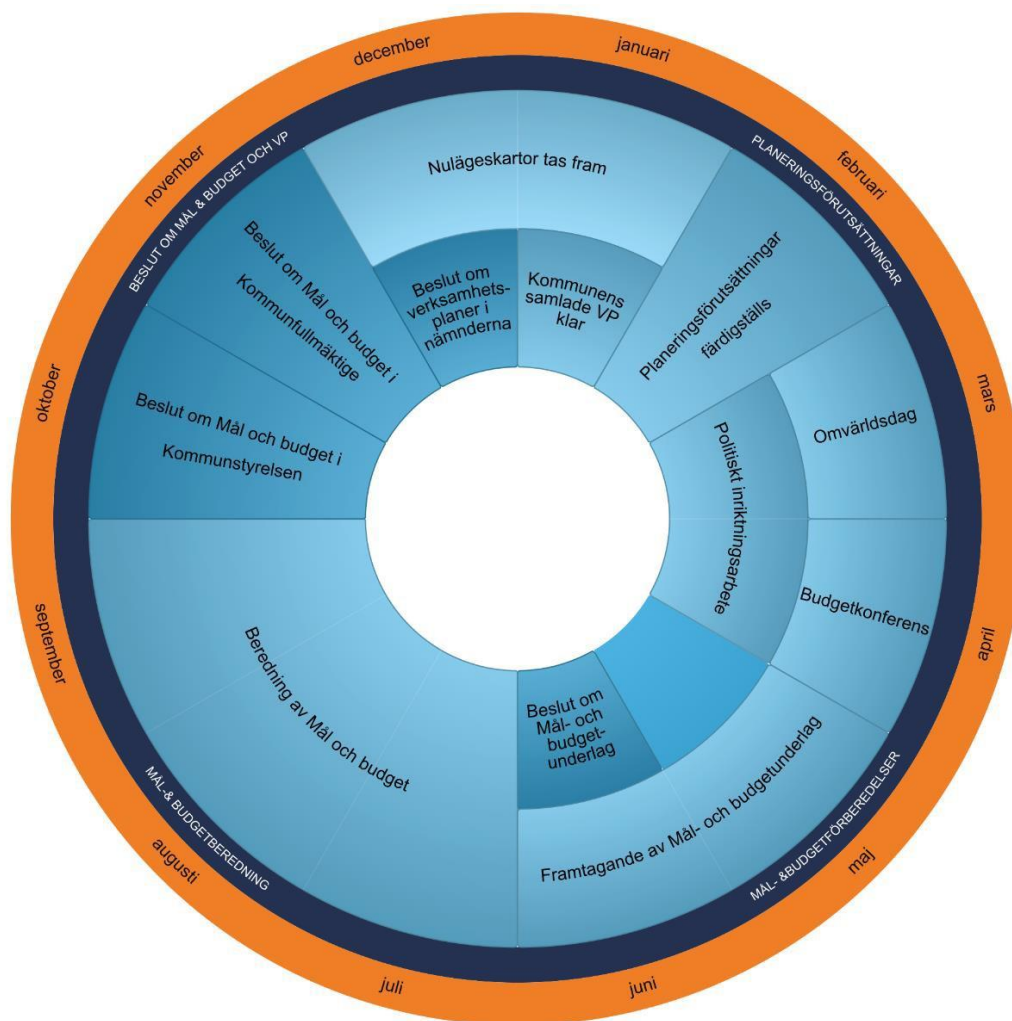 januari
februari
mars
april
maj
juni
juli
augusti
september
oktober
november
december
PLANERINGSFÖRUTSÄTTNINGAR
MÅL- &BUDGETFÖRBEREDELSER
MÅL-& BUDGETBEREDNING
BESLUT OM MÅL & BUDGET OCH VP
Nulägeskartor tas fram
Kommunens
samlade VP
klar
Planeringsförutsättningar
färdigställs
Omvärldsdag
Politiskt inriktningsarbete
Budgetkonferens
Framtagande av Mål- och budgetunderlag
Beslut om
Mål- och
budget-
underlag
Beredning av Mål och budget
Beslut om Mål och budget i
Kommunstyrelsen
Beslut om Mål och budget i
Kommunfullmäktige
Beslut om
verksamhets-
planer i
nämnderna